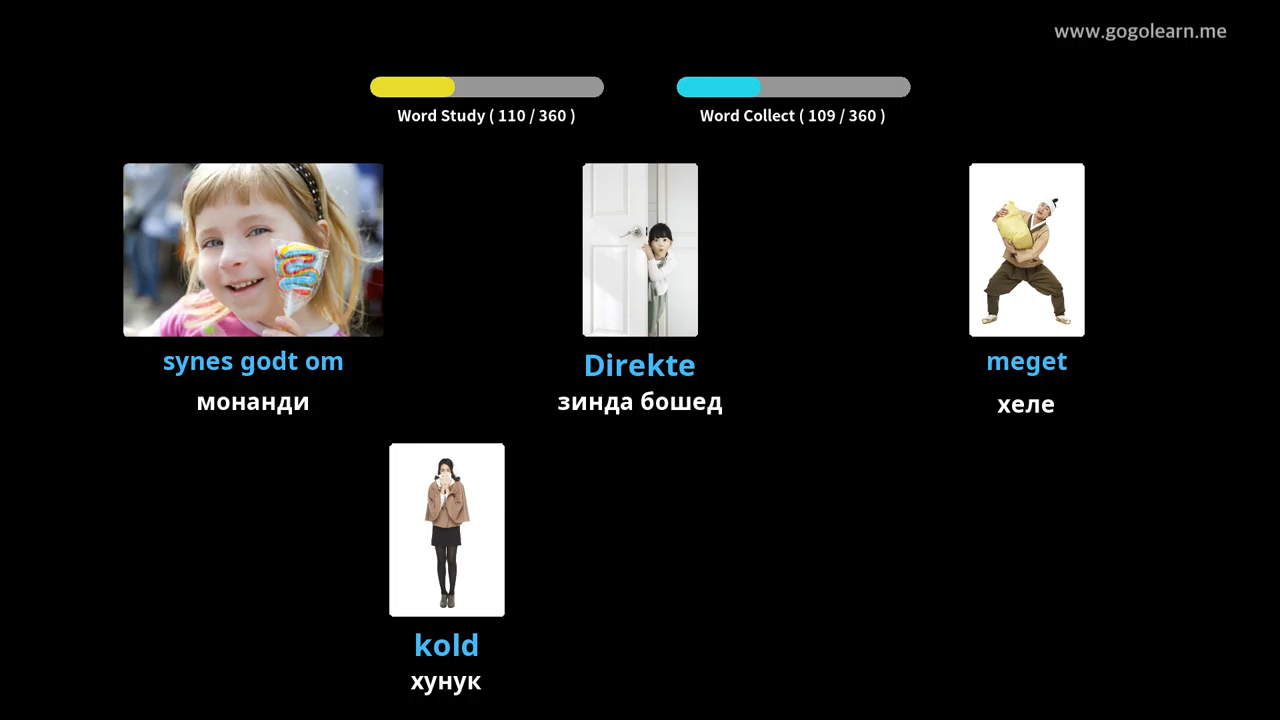 www.gogolearn.me
Word Study ( 110 / 360 )
Word Collect ( 109 / 360 )
synes godt om
монанди
Direkte
зинда бошед
meget
хеле
kold
хунук